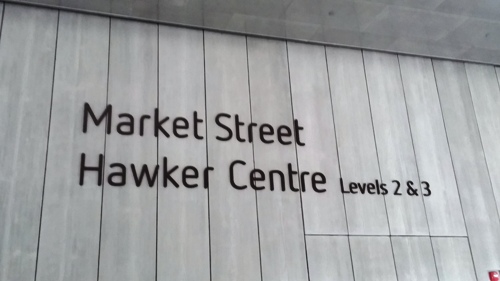 Market Street
Hawker Centre Levels 2 & 3